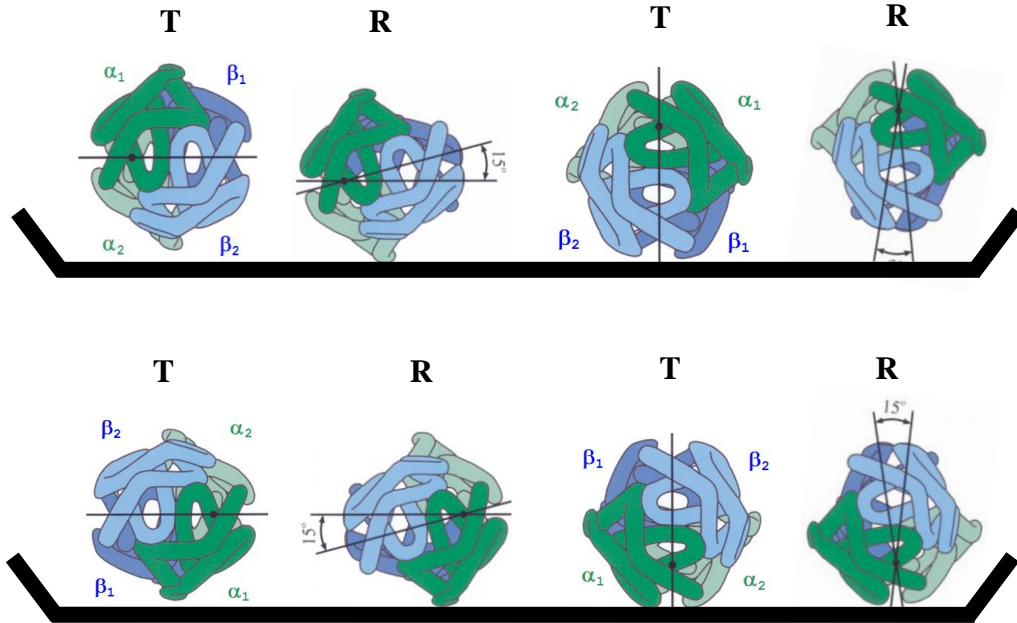 T R T R
α₁ β₁ α₂ α₁
15°
α₂ β₂ β₂ β₁
T R T R
15°
β₂ α₂ β₁ β₂
15°
β₁ α₁ α₁ α₂